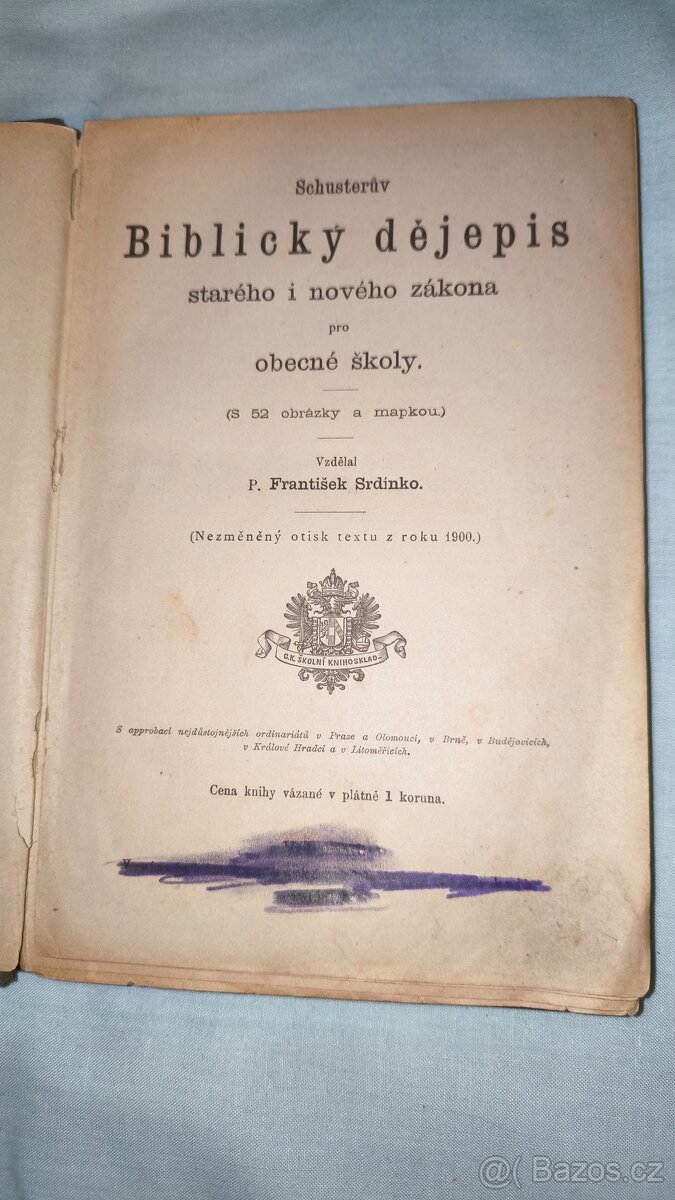 Schusterův
Biblický dějepis
starého i nového zákona
pro
obecné školy.
(S 52 obrázky a mapkou.)
Vzdělal
P. František Srdínko.
(Nezměněný otisk textu z roku 1900.)
C.K. ŠKOLNÍ KNIHOSKLAD
S approbací nejdůstojnějších ordinariátů v Praze a Olomouci, v Brně, v Budějovicích,
v Králové Hradci a v Litoměřicích.
Cena knihy vázané v plátně 1 koruna.
@( Bazos.cz